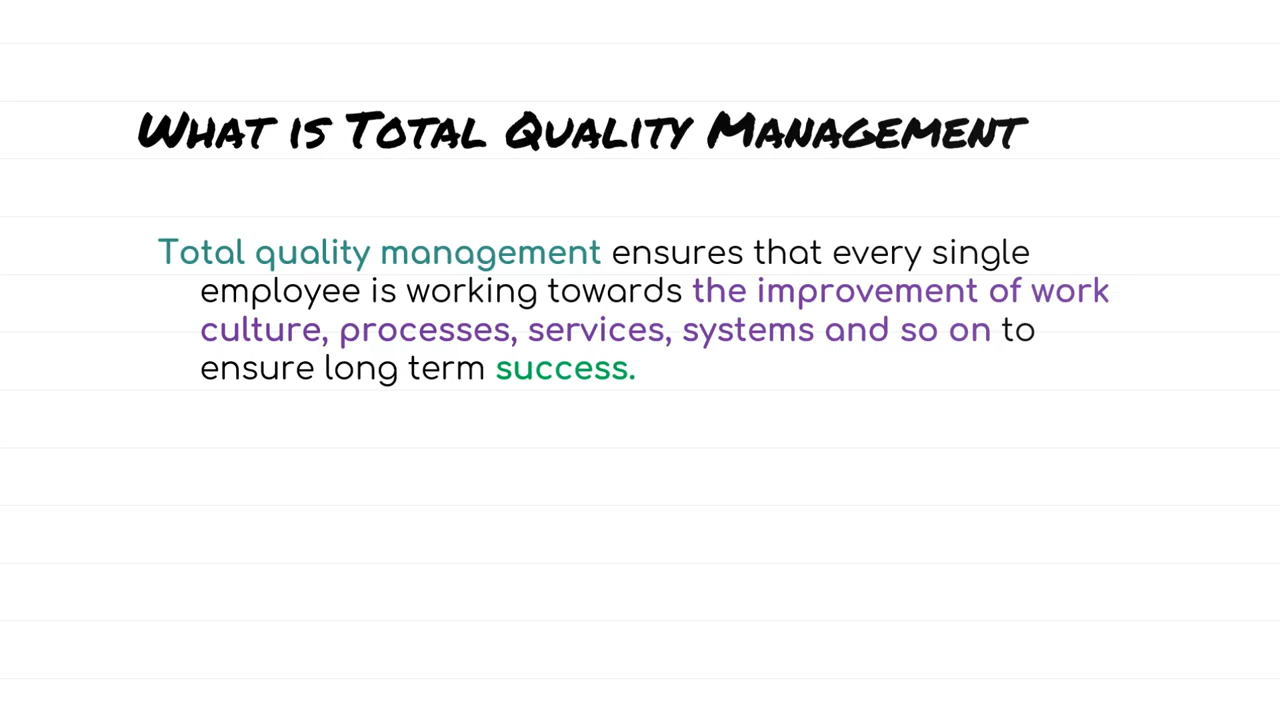 What is Total Quality Management
Total quality management ensures that every single
employee is working towards the improvement of work
culture, processes, services, systems and so on to
ensure long term success.